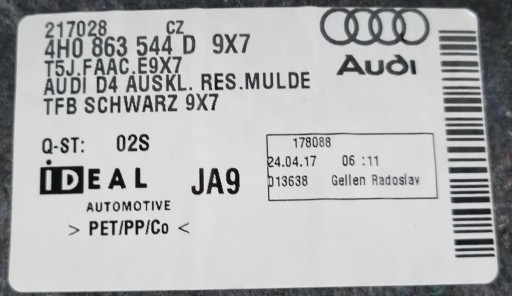 217028 CZ
4H0 863 544 D 9X7
T5J.FAAC.E9X7
AUDI D4 AUSKL. RES.MULDE
TFB SCHWARZ 9X7
Audi
Q-ST: 02S
iDEAL
AUTOMOTIVE
JA9
> PET/PP/Co <
178088
24.04.17 06:11
D13638 Gellen Radoslav